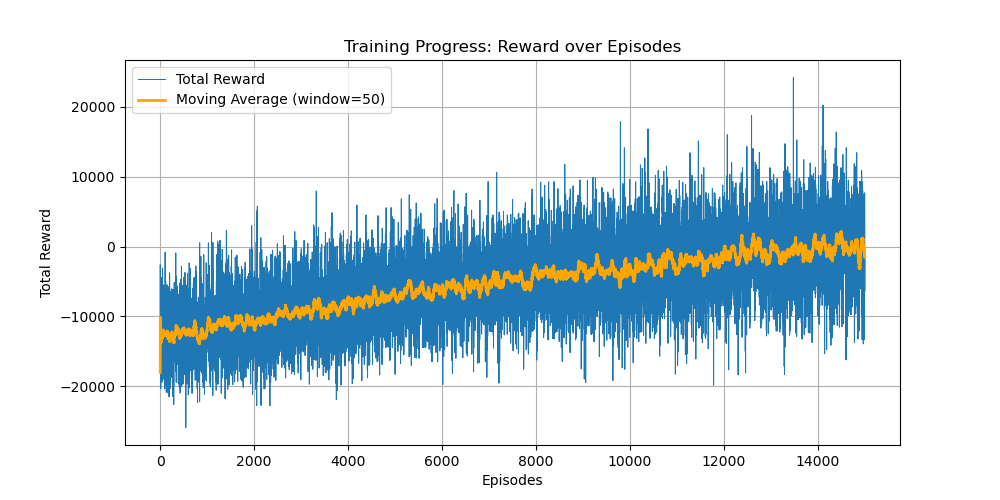 Training Progress: Reward over Episodes
Total Reward
Moving Average (window=50)
20000
10000
0
−10000
−20000
Total Reward
0
2000
4000
6000
8000
10000
12000
14000
Episodes